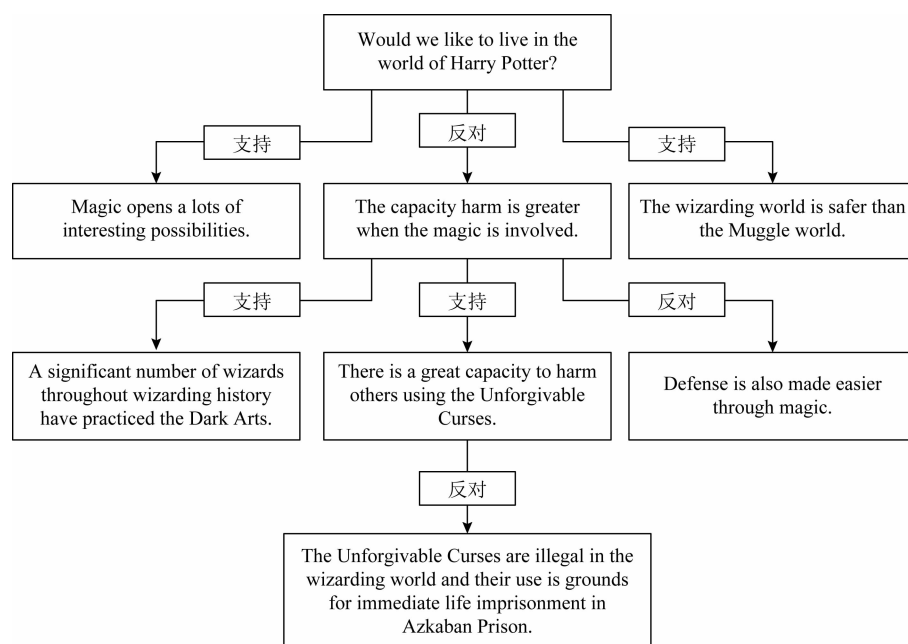 Would we like to live in the
world of Harry Potter?
支持
反对
支持
Magic opens a lots of
interesting possibilities.
The capacity harm is greater
when the magic is involved.
The wizarding world is safer than
the Muggle world.
支持
支持
反对
A significant number of wizards
throughout wizarding history
have practiced the Dark Arts.
There is a great capacity to harm
others using the Unforgivable
Curses.
Defense is also made easier
through magic.
反对
The Unforgivable Curses are illegal in the
wizarding world and their use is grounds
for immediate life imprisonment in
Azkaban Prison.